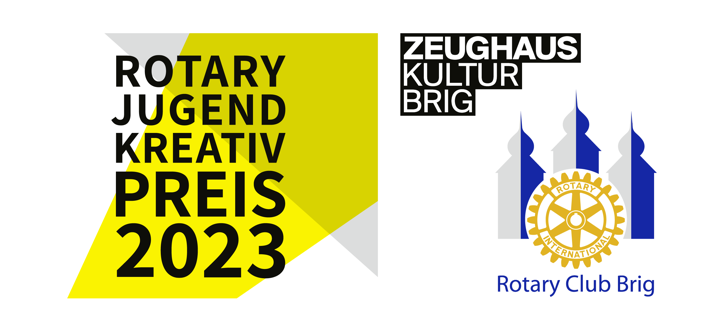 ROTARY
JUGEND
KREATIV
PREIS
2023
ZEUGHAUS
KULTUR
BRIG
ROTARY
INTERNATIONAL
Rotary Club Brig